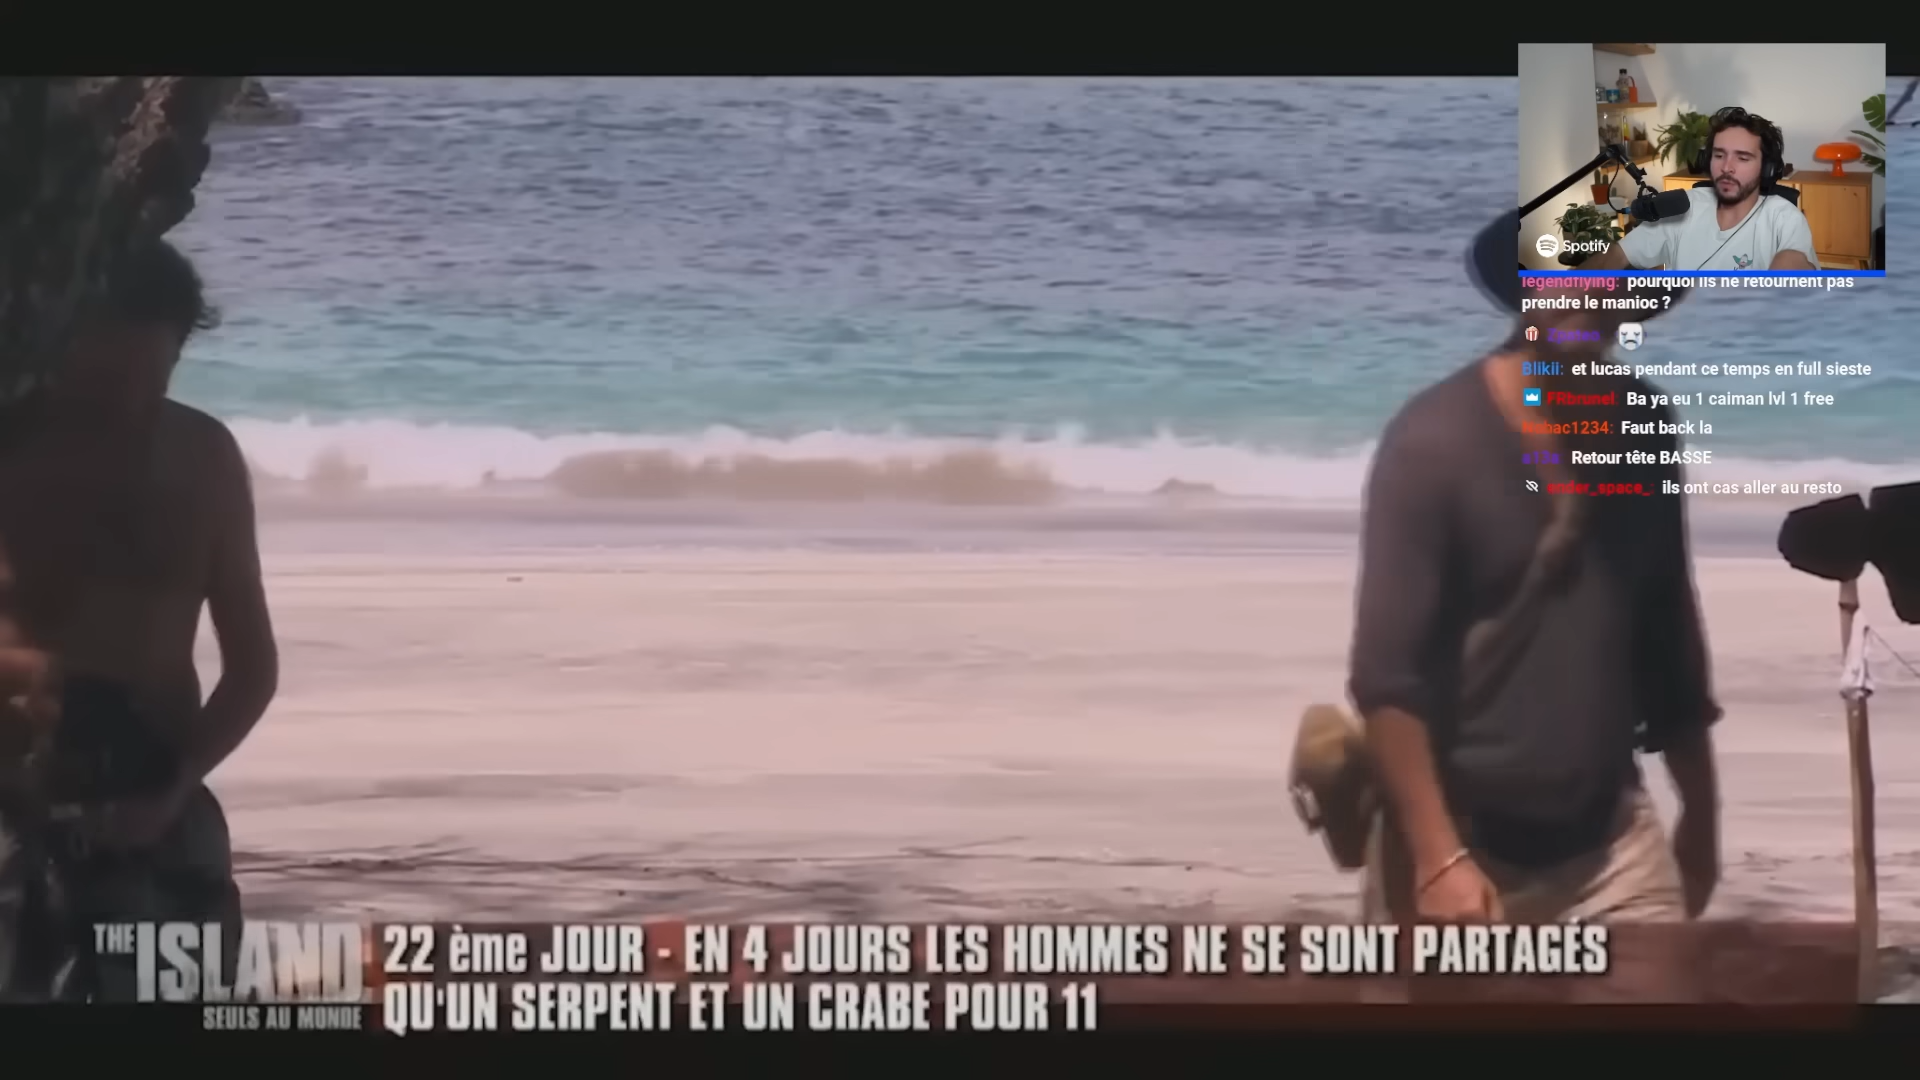 Spotify
legendflying: pourquoi ils ne retournent pas
prendre le manioc ?
Blikii: et lucas pendant ce temps en full sieste
FRbrunel: Ba ya eu 1 caiman lvl 1 free
Faut back la
Retour tête BASSE
ender_space_: ils ont cas aller au resto
THE ISLAND
SEULS AU MONDE
22 ème JOUR - EN 4 JOURS LES HOMMES NE SE SONT PARTAGÉS
QU'UN SERPENT ET UN CRABE POUR 11